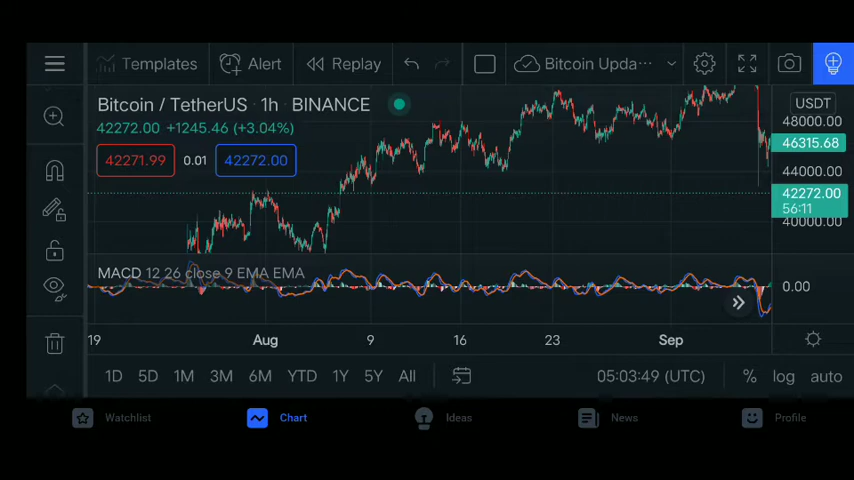 Templates Alert Replay Bitcoin Upda···
Bitcoin / TetherUS · 1h · BINANCE
USDT
42272.00 +1245.46 (+3.04%)
48000.00
46315.68
42271.99 0.01 42272.00
44000.00
42272.00
56:11
40000.00
MACD 12 26 close 9 EMA EMA
0.00
19 Aug 9 16 23 Sep
1D 5D 1M 3M 6M YTD 1Y 5Y All 05:03:49 (UTC) % log auto
Watchlist Chart Ideas News Profile